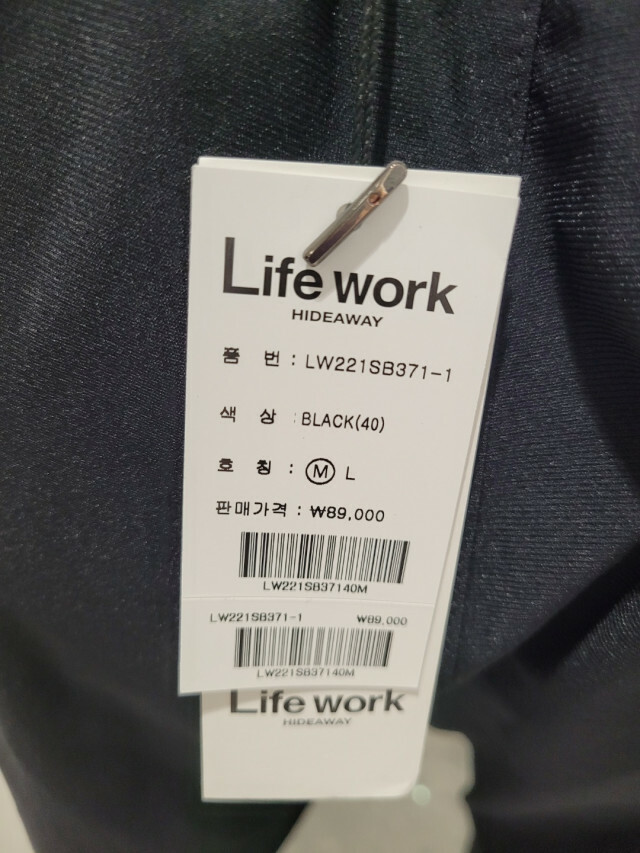 Life work
HIDEAWAY
품 번 : LW221SB371-1
색 상 : BLACK(40)
호 칭 : M L
판매가격 : ₩89,000
LW221SB37140M
LW221SB371-1 ₩89,000
LW221SB37140M
Life work
HIDEAWAY